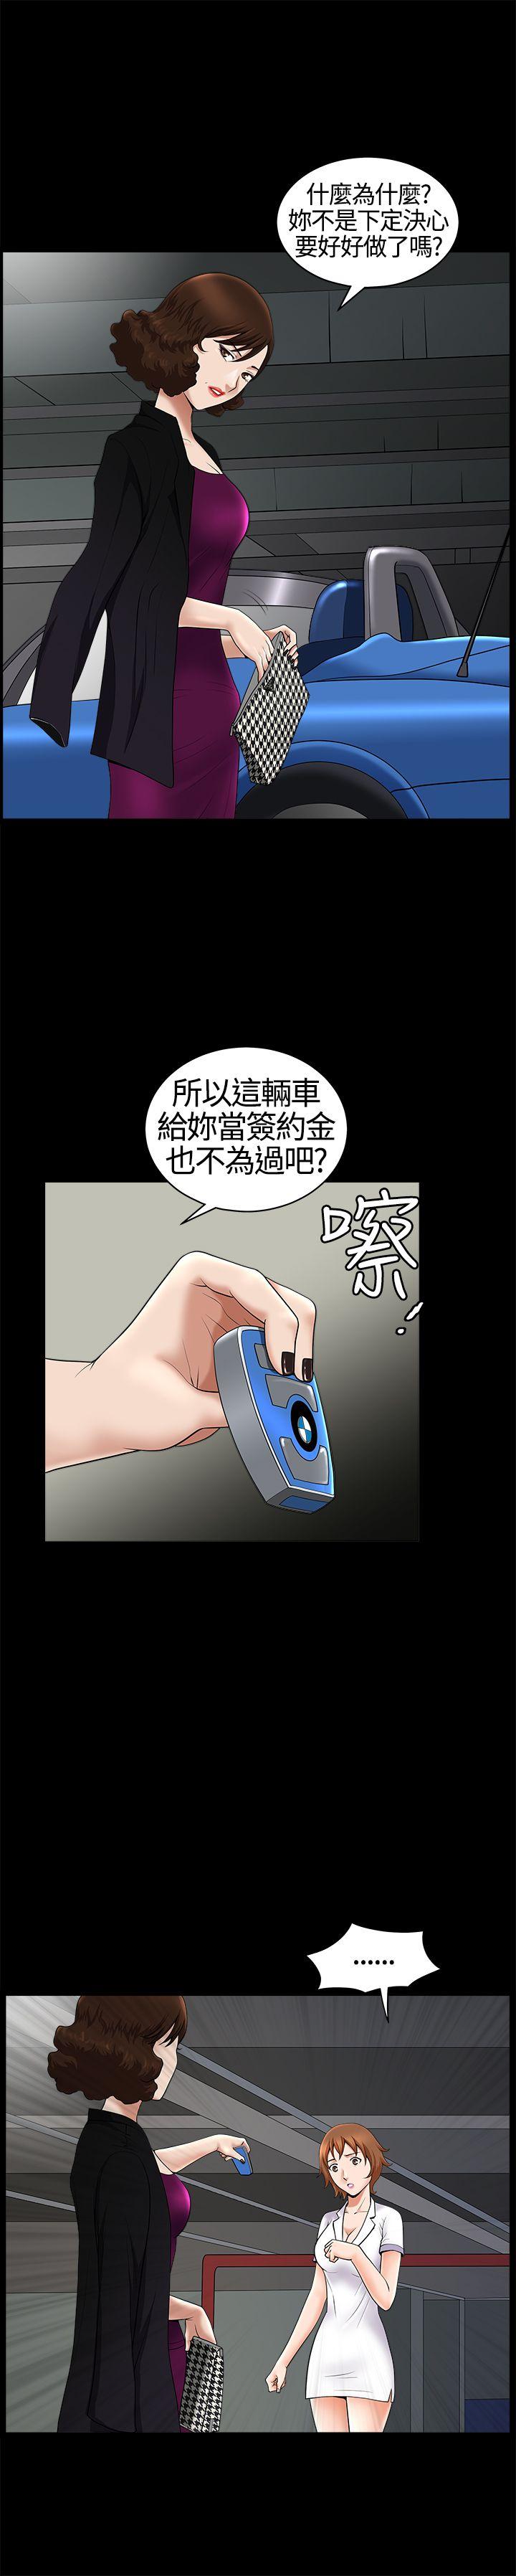 什麼為什麼?
妳不是下定決心
要好好做了嗎?
所以這輛車
給妳當簽約金
也不為過吧?
嚓
......